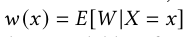 w(x) = E[W|X = x]